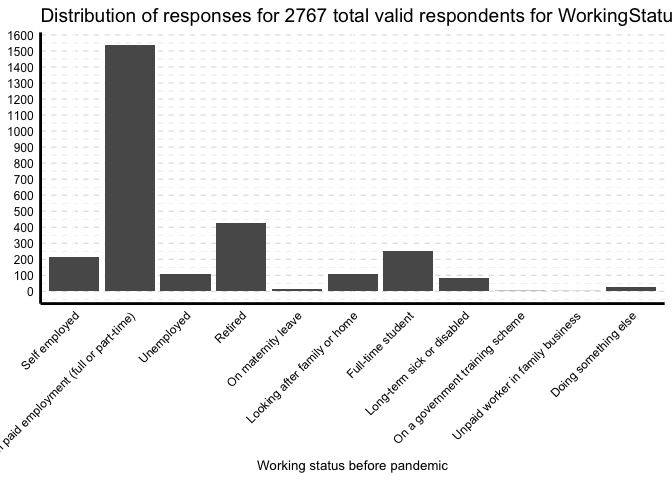 Distribution of responses for 2767 total valid respondents for WorkingStatu
1600
1500
1400
1300
1200
1100
1000
900
800
700
600
500
400
300
200
100
0
Self employed
paid employment (full or part-time)
Unemployed
Retired
On maternity leave
Looking after family or home
Full-time student
Long-term sick or disabled
On a government training scheme
Unpaid worker in family business
Doing something else
Working status before pandemic